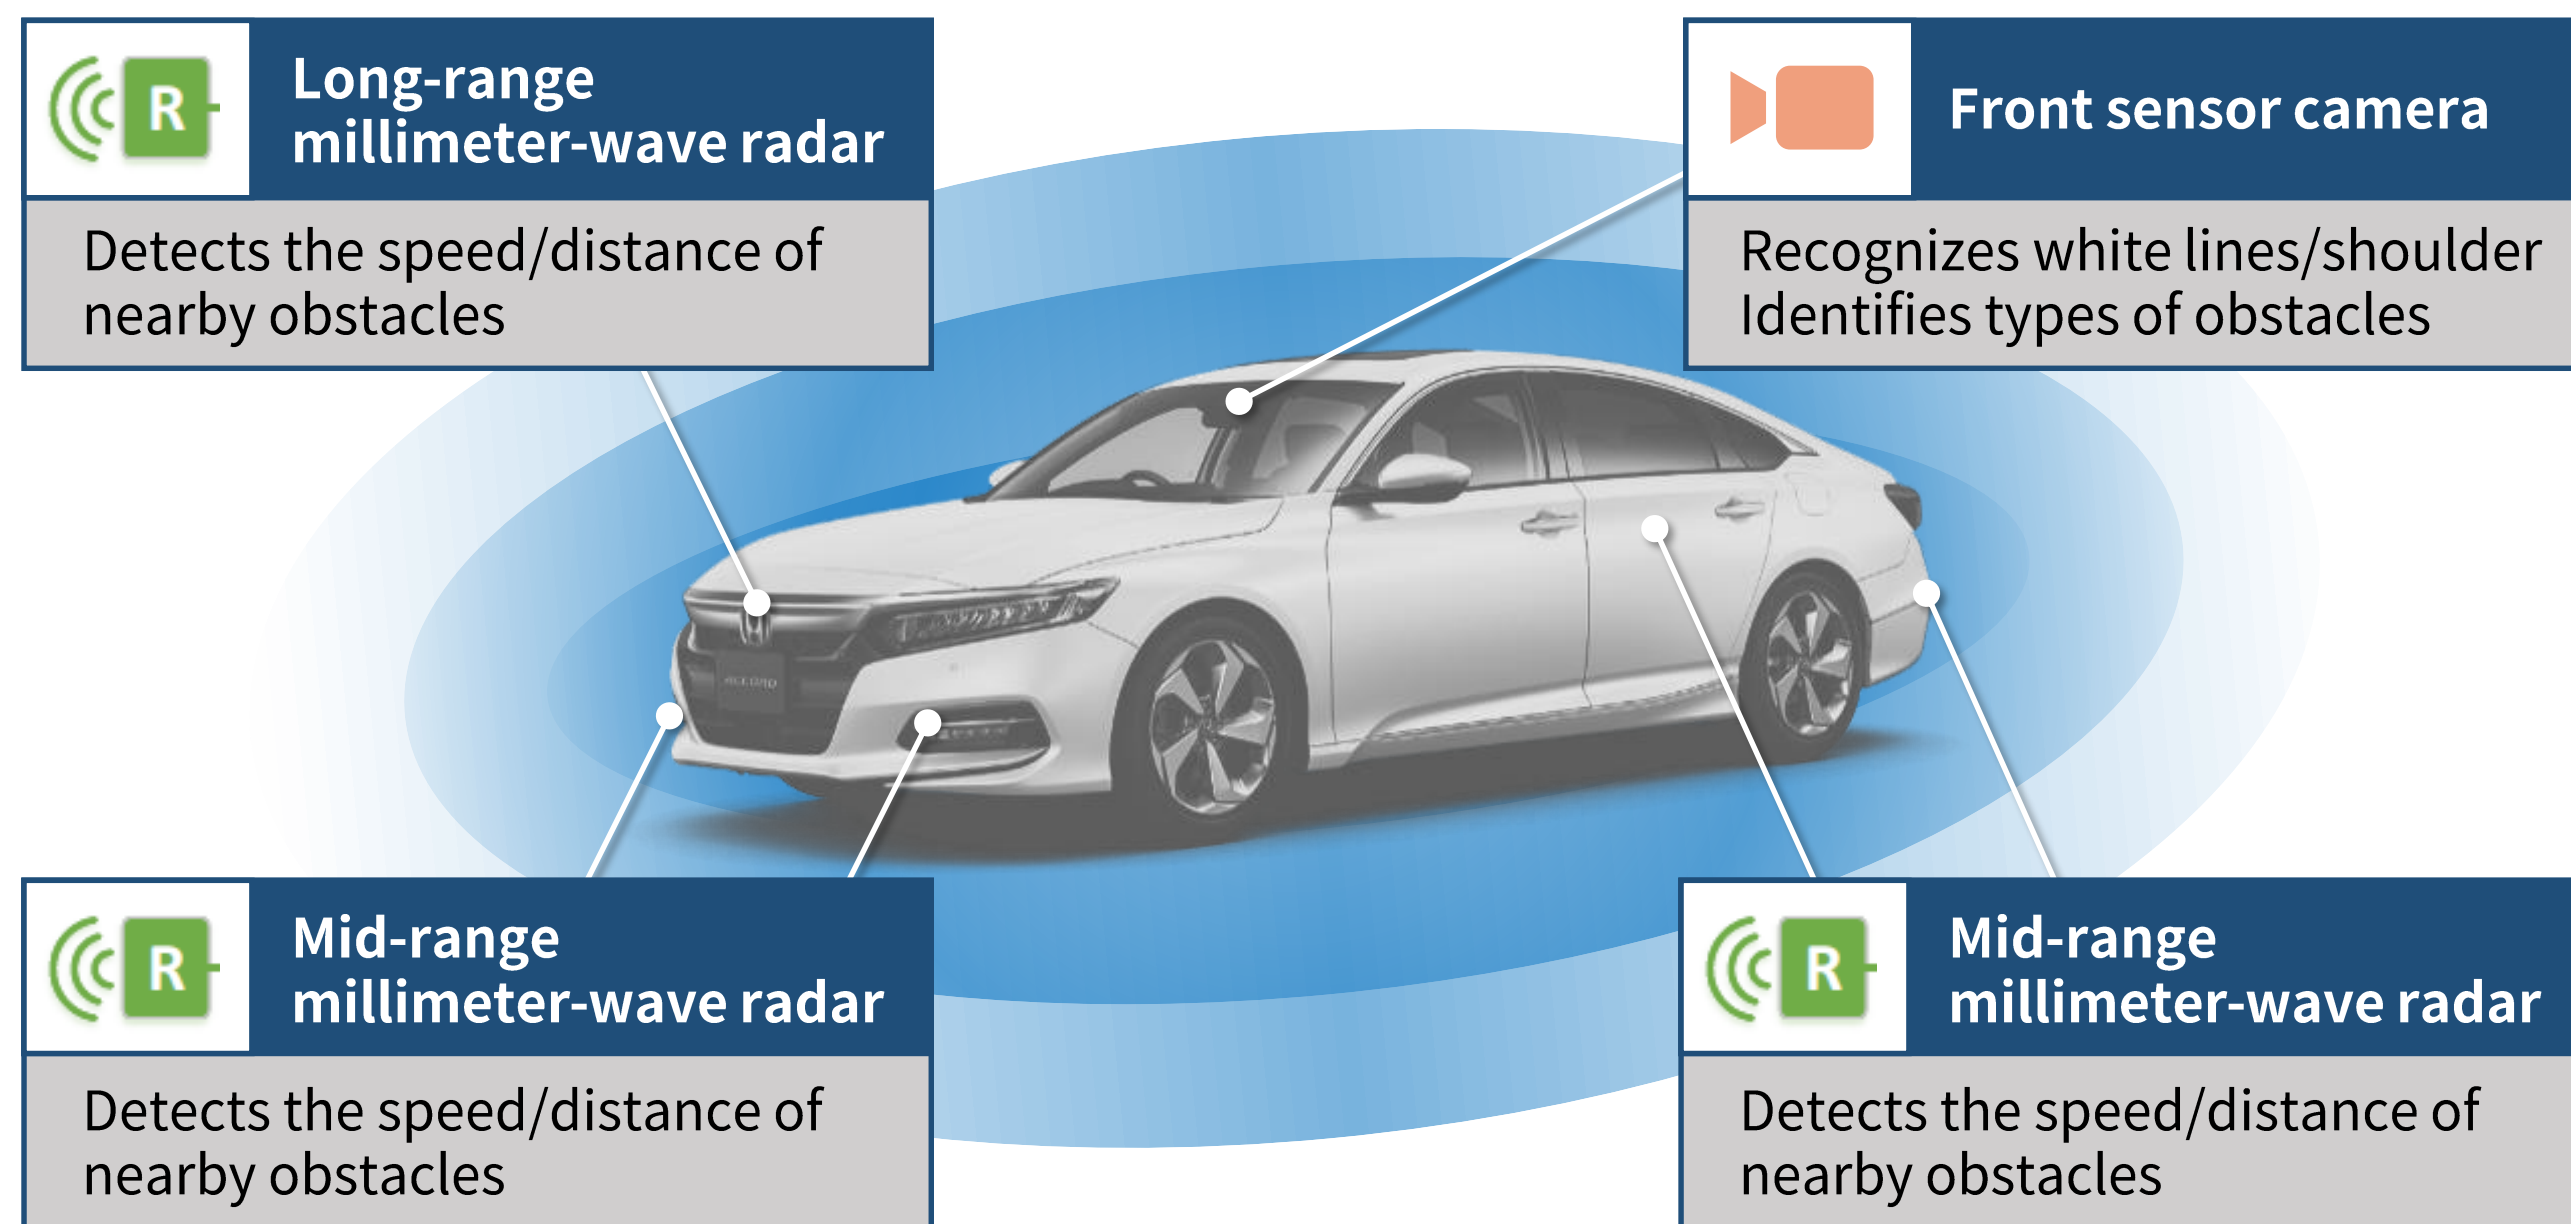 R
Long-range
millimeter-wave radar
Detects the speed/distance of
nearby obstacles
Front sensor camera
Recognizes white lines/shoulder
Identifies types of obstacles
ACCORD
R
Mid-range
millimeter-wave radar
Detects the speed/distance of
nearby obstacles
R
Mid-range
millimeter-wave radar
Detects the speed/distance of
nearby obstacles